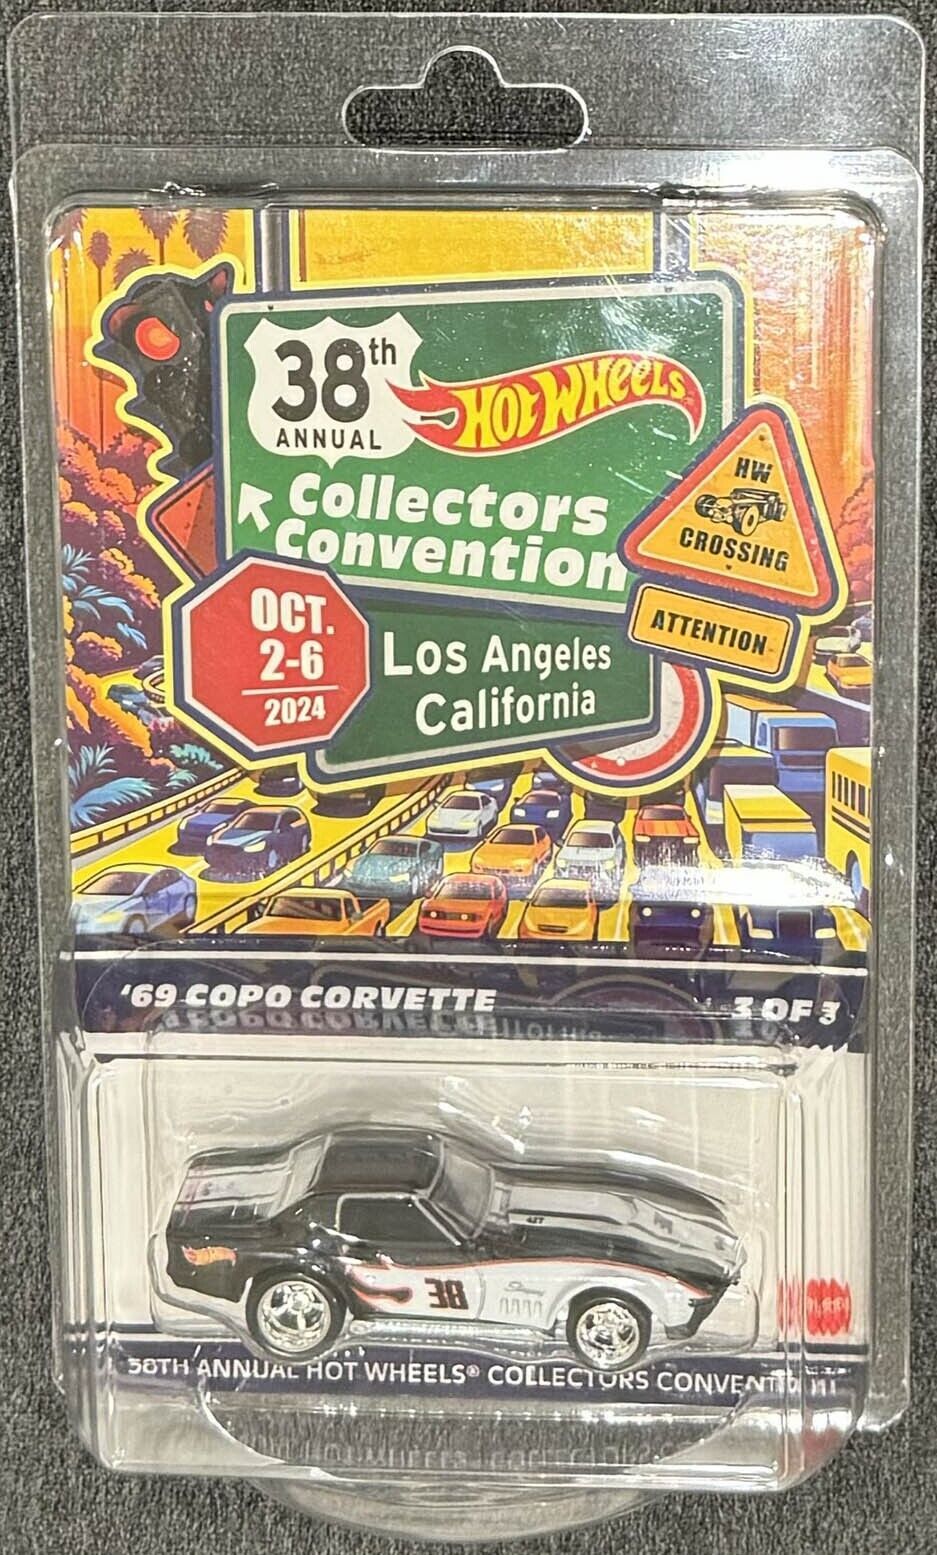 38th
ANNUAL
HOT WHEELS
Collectors
Convention
HW
CROSSING
ATTENTION
OCT.
2-6
2024
Los Angeles
California
'69 COPO CORVETTE
3 OF 3
427
38
38TH ANNUAL HOT WHEELS® COLLECTORS CONVENTION